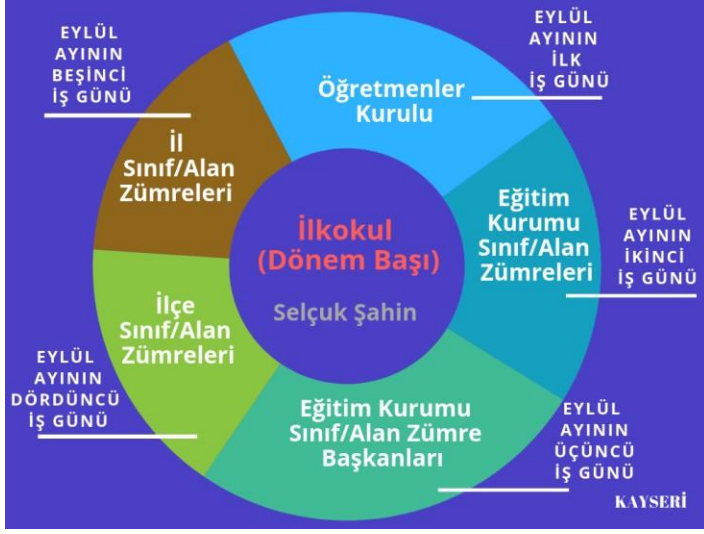 EYLÜL
AYININ
İLK
İŞ GÜNÜ
Öğretmenler
Kurulu
EYLÜL
AYININ
İKİNCİ
İŞ GÜNÜ
Eğitim
Kurumu
Sınıf/Alan
Zümreleri
EYLÜL
AYININ
ÜÇÜNCÜ
İŞ GÜNÜ
Eğitim Kurumu
Sınıf/Alan Zümre
Başkanları
EYLÜL
AYININ
DÖRDÜNCÜ
İŞ GÜNÜ
İlçe
Sınıf/Alan
Zümreleri
EYLÜL
AYININ
BEŞİNCİ
İŞ GÜNÜ
İl
Sınıf/Alan
Zümreleri
İlkokul
(Dönem Başı)
Selçuk Şahin
KAYSERİ